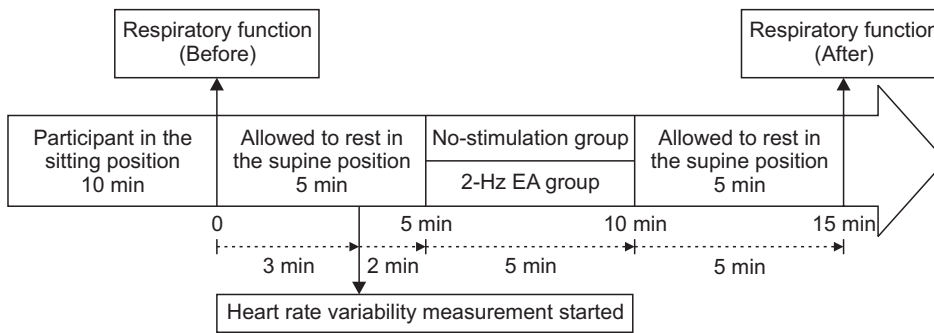 Respiratory function
(Before)
Respiratory function
(After)
Participant in the
sitting position
10 min
Allowed to rest in
the supine position
5 min
No-stimulation group
2-Hz EA group
Allowed to rest in
the supine position
5 min
0
5 min
10 min
15 min
3 min
2 min
5 min
5 min
Heart rate variability measurement started